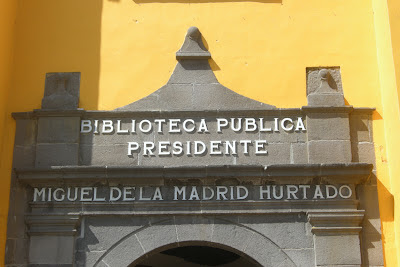 BIBLIOTECA PUBLICA
PRESIDENTE
MIGUEL DE LA MADRID HURTADO